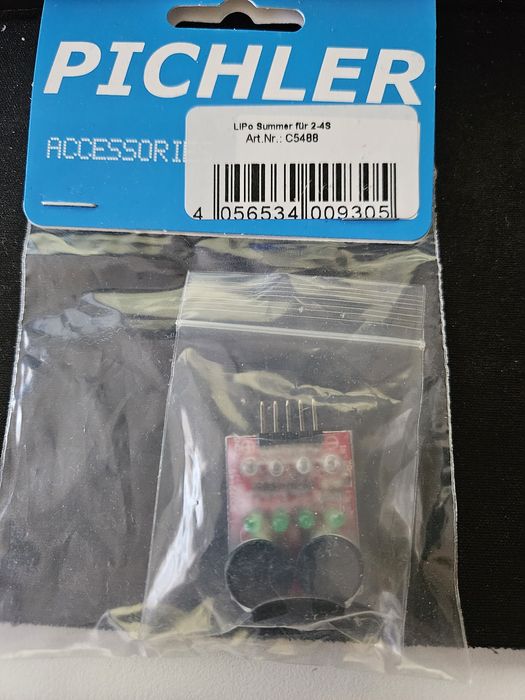 PICHLER
LiPo Summer für 2-4S
Art.Nr.: C5488
ACCESSORI
4 056534 009305